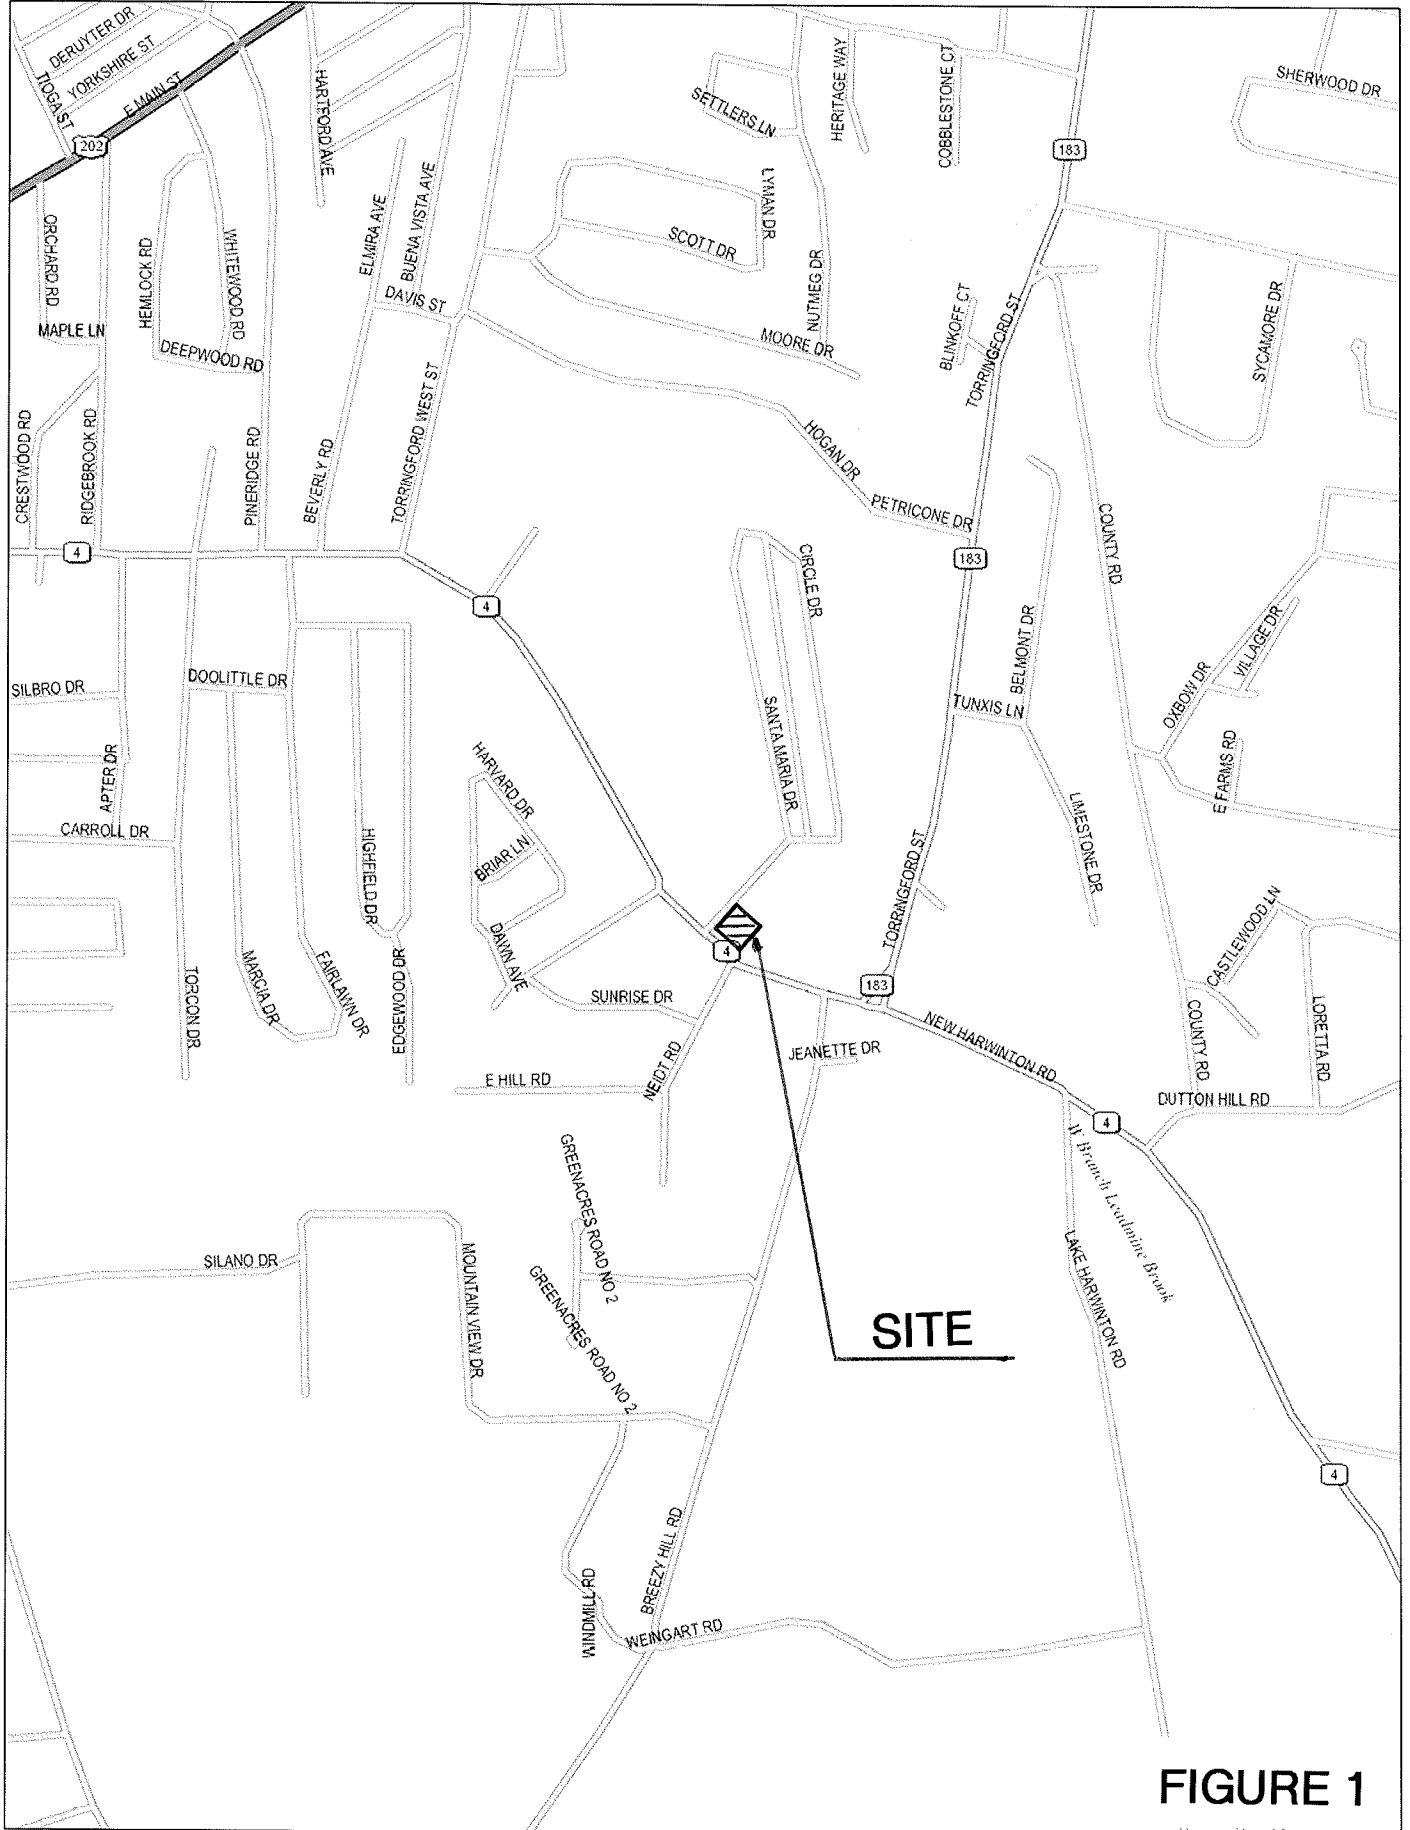 DERUYTER DR
YORKSHIRE ST
TIOGA ST
E MAIN ST
202
HARTFORD AVE
SETTLERS LN
HERITAGE WAY
COBBLESTONE CT
SHERWOOD DR
183
ORCHARD RD
HEMLOCK RD
WHITEWOOD RD
ELMIRA AVE
BUENA VISTA AVE
LYMAN DR
SCOTT DR
NUTMEG DR
MAPLE LN
DEEPWOOD RD
DAVIS ST
MOORE DR
BLINKOFF CT
TORRINGFORD ST
SYCAMORE DR
CRESTWOOD RD
RIDGEBROOK RD
PINERIDGE RD
BEVERLY RD
TORRINGFORD WEST ST
HOGAN DR
PETRICONE DR
COUNTY RD
4
183
4
CIRCLE DR
SANTA MARIA DR
BELMONT DR
TUNXIS LN
OXBOW DR
VILLAGE DR
SILBRO DR
DOOLITTLE DR
APTER DR
CARROLL DR
HARVARD DR
BRIAR LN
HIGHFIELD DR
E FARMS RD
LIMESTONE DR
TORRINGFORD ST
DAWN AVE
4
183
CASTLEWOOD LN
TORCON DR
MARCIA DR
FAIRLAWN DR
EDGEWOOD DR
SUNRISE DR
NEIDT RD
JEANETTE DR
NEW HARWINTON RD
COUNTY RD
LORETTA RD
E HILL RD
DUTTON HILL RD
4
W Branch Leadmine Brook
GREENACRES ROAD NO 2
SILANO DR
MOUNTAIN VIEW DR
GREENACRES ROAD NO 2
LAKE HARWINTON RD
SITE
4
BREEZY HILL RD
WINDMILL RD
WEINGART RD
FIGURE 1